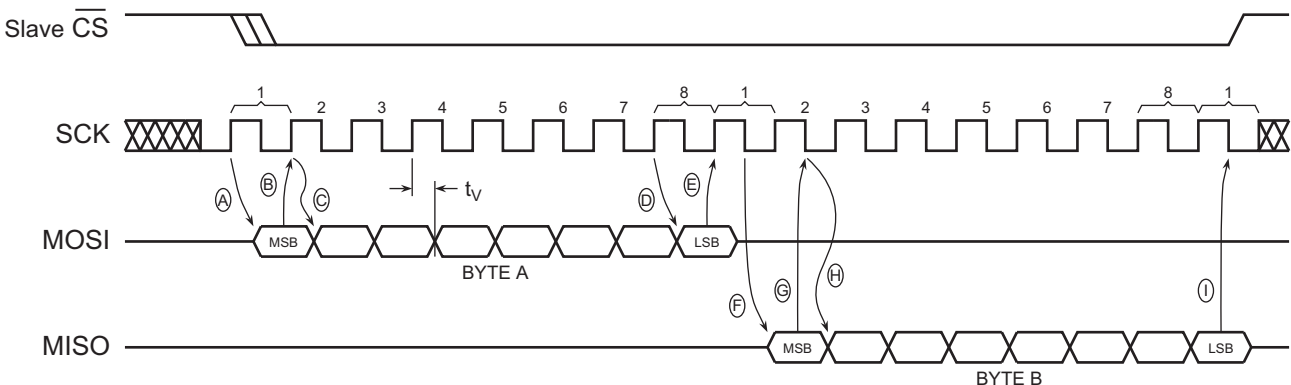 Slave CS
1 2 3 4 5 6 7 8 1 2 3 4 5 6 7 8 1
SCK
A B C tV D E
MOSI MSB LSB
BYTE A
F G H I
MISO MSB LSB
BYTE B